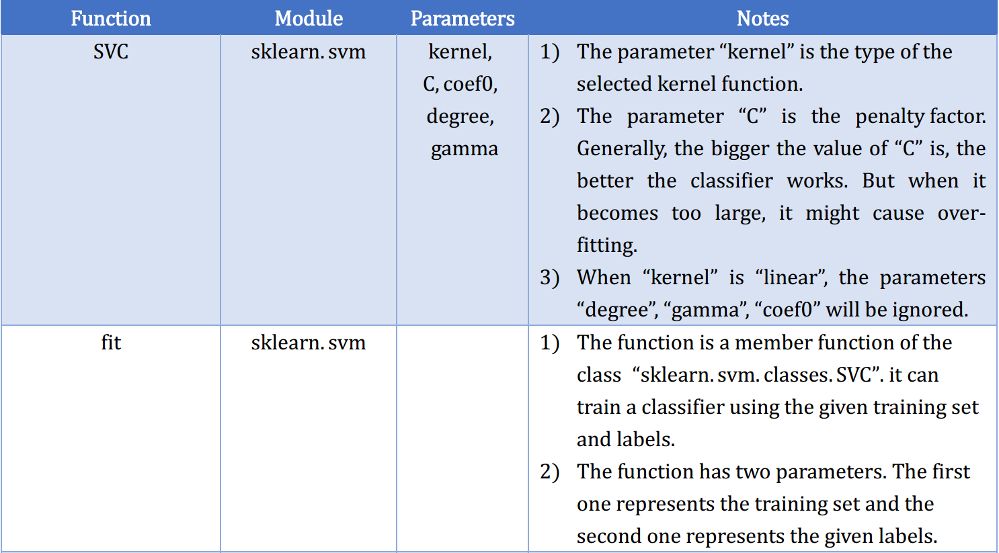 Function Module Parameters Notes
SVC sklearn. svm kernel,
C, coef0,
degree,
gamma
1) The parameter “kernel” is the type of the
selected kernel function.
2) The parameter “C” is the penalty factor.
Generally, the bigger the value of “C” is, the
better the classifier works. But when it
becomes too large, it might cause over-
fitting.
3) When “kernel” is “linear”, the parameters
“degree”, “gamma”, “coef0” will be ignored.
fit sklearn. svm
1) The function is a member function of the
class “sklearn. svm. classes. SVC”. it can
train a classifier using the given training set
and labels.
2) The function has two parameters. The first
one represents the training set and the
second one represents the given labels.